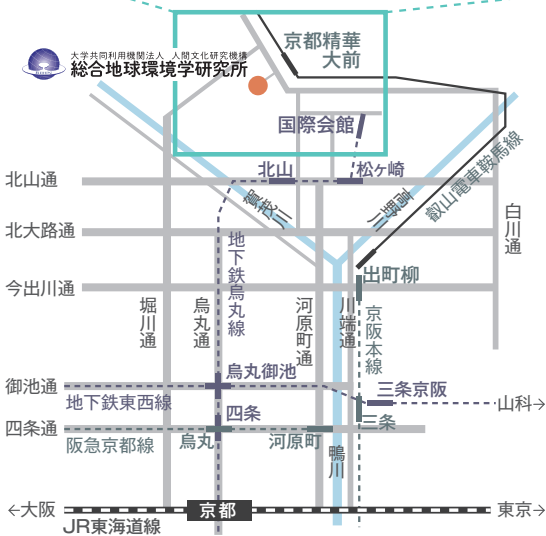 京都精華
大前
大学共同利用機関法人 人間文化研究機構
総合地球環境学研究所
国際会館
北山
松ヶ崎
北山通
賀茂川
高野川
叡山電車鞍馬線
白川通
北大路通
地下鉄烏丸線
出町柳
今出川通
堀川通
烏丸通
河原町通
川端通
京阪本線
烏丸御池
御池通
三条京阪
地下鉄東西線
山科→
四条
四条通
三条
阪急京都線
烏丸
河原町
鴨川
←大阪
京都
東京→
JR東海道線